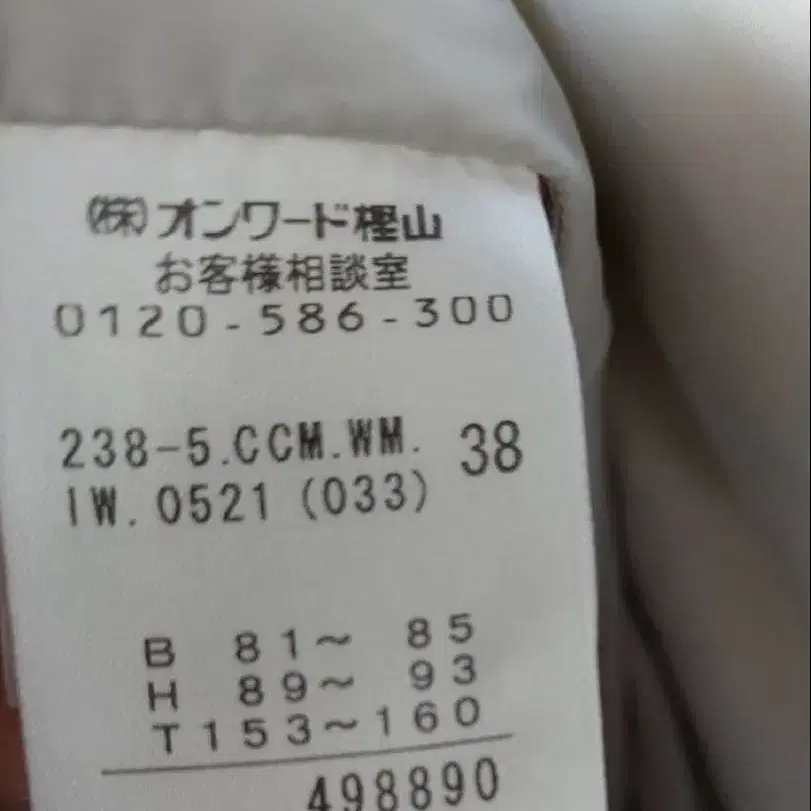 ㈱オンワード樫山
お客様相談室
0120-586-300
238-5.CCM.WM. 38
IW.0521 (033)
B 81〜 85
H 89〜 93
T153〜160
498890